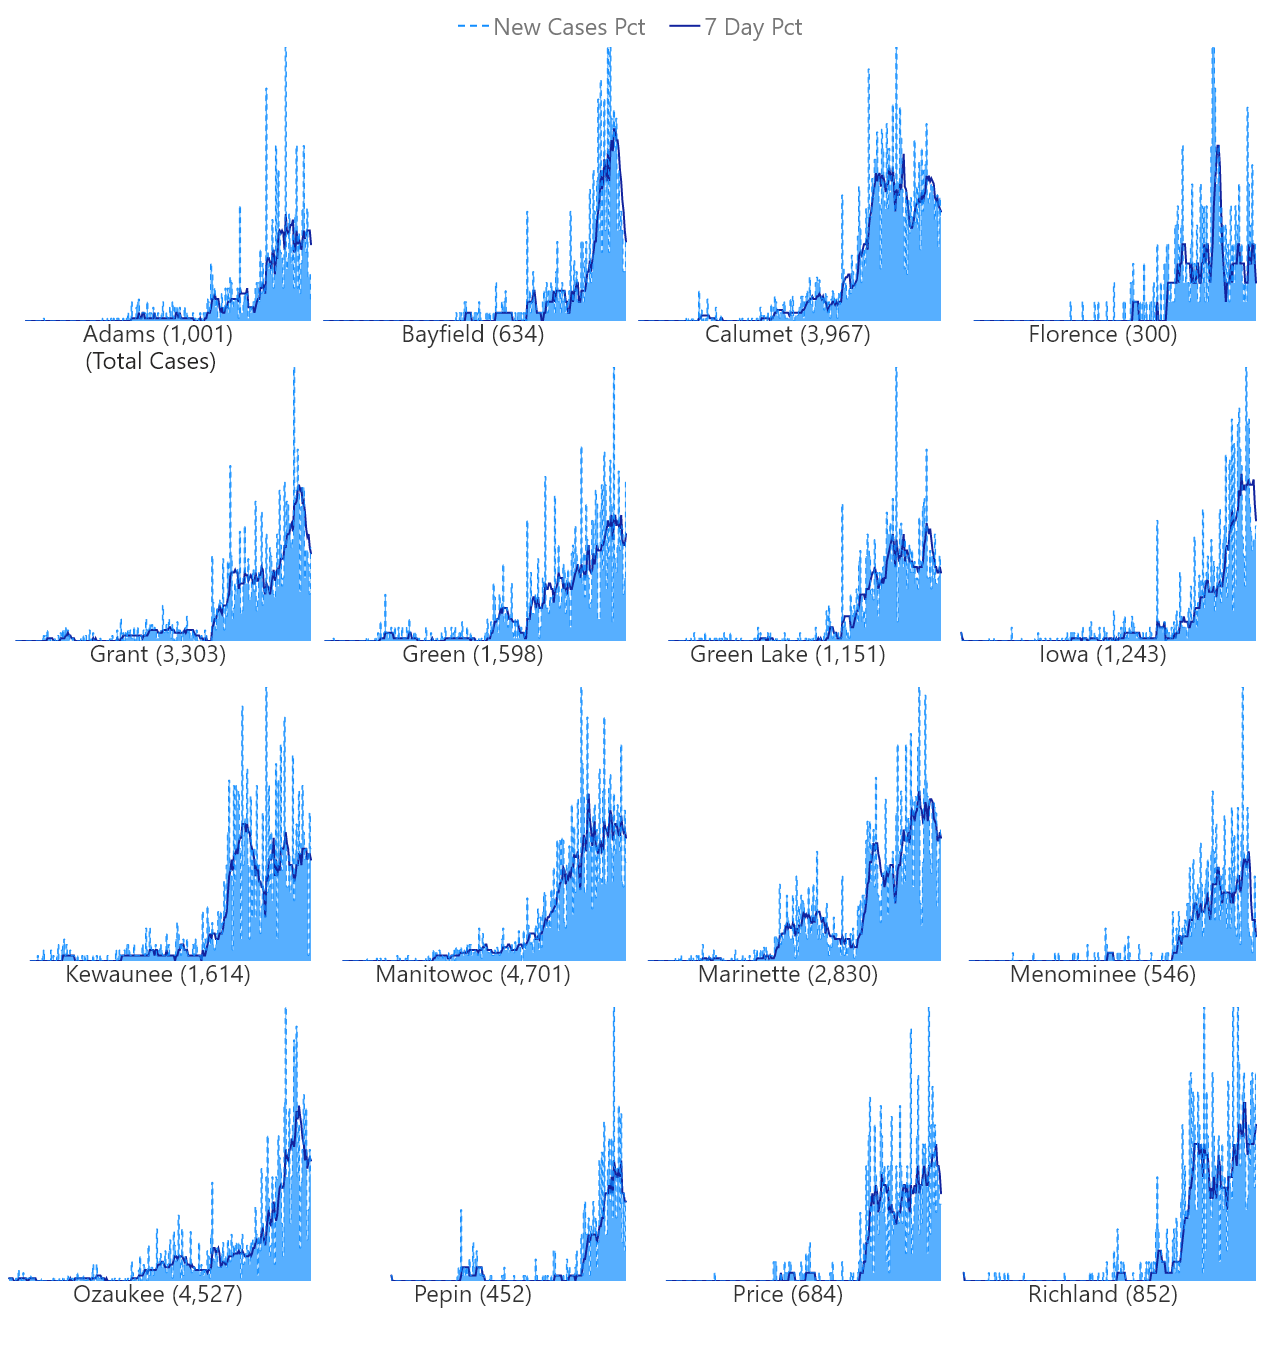 New Cases Pct 7 Day Pct
Adams (1,001) Bayfield (634) Calumet (3,967) Florence (300)
(Total Cases)
Grant (3,303) Green (1,598) Green Lake (1,151) Iowa (1,243)
Kewaunee (1,614) Manitowoc (4,701) Marinette (2,830) Menominee (546)
Ozaukee (4,527) Pepin (452) Price (684) Richland (852)